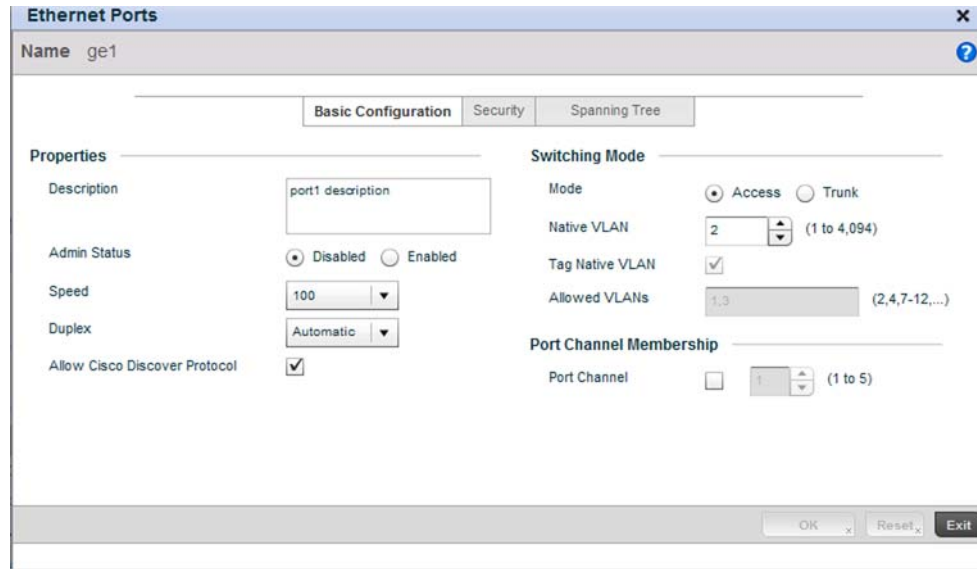 Ethernet Ports
Name ge1
Basic Configuration Security Spanning Tree
Properties
Description port1 description
Admin Status Disabled Enabled
Speed 100
Duplex Automatic
Allow Cisco Discover Protocol
Switching Mode
Mode Access Trunk
Native VLAN 2 (1 to 4,094)
Tag Native VLAN
Allowed VLANs 1,3 (2,4,7-12,...)
Port Channel Membership
Port Channel 1 (1 to 5)
OK Reset Exit